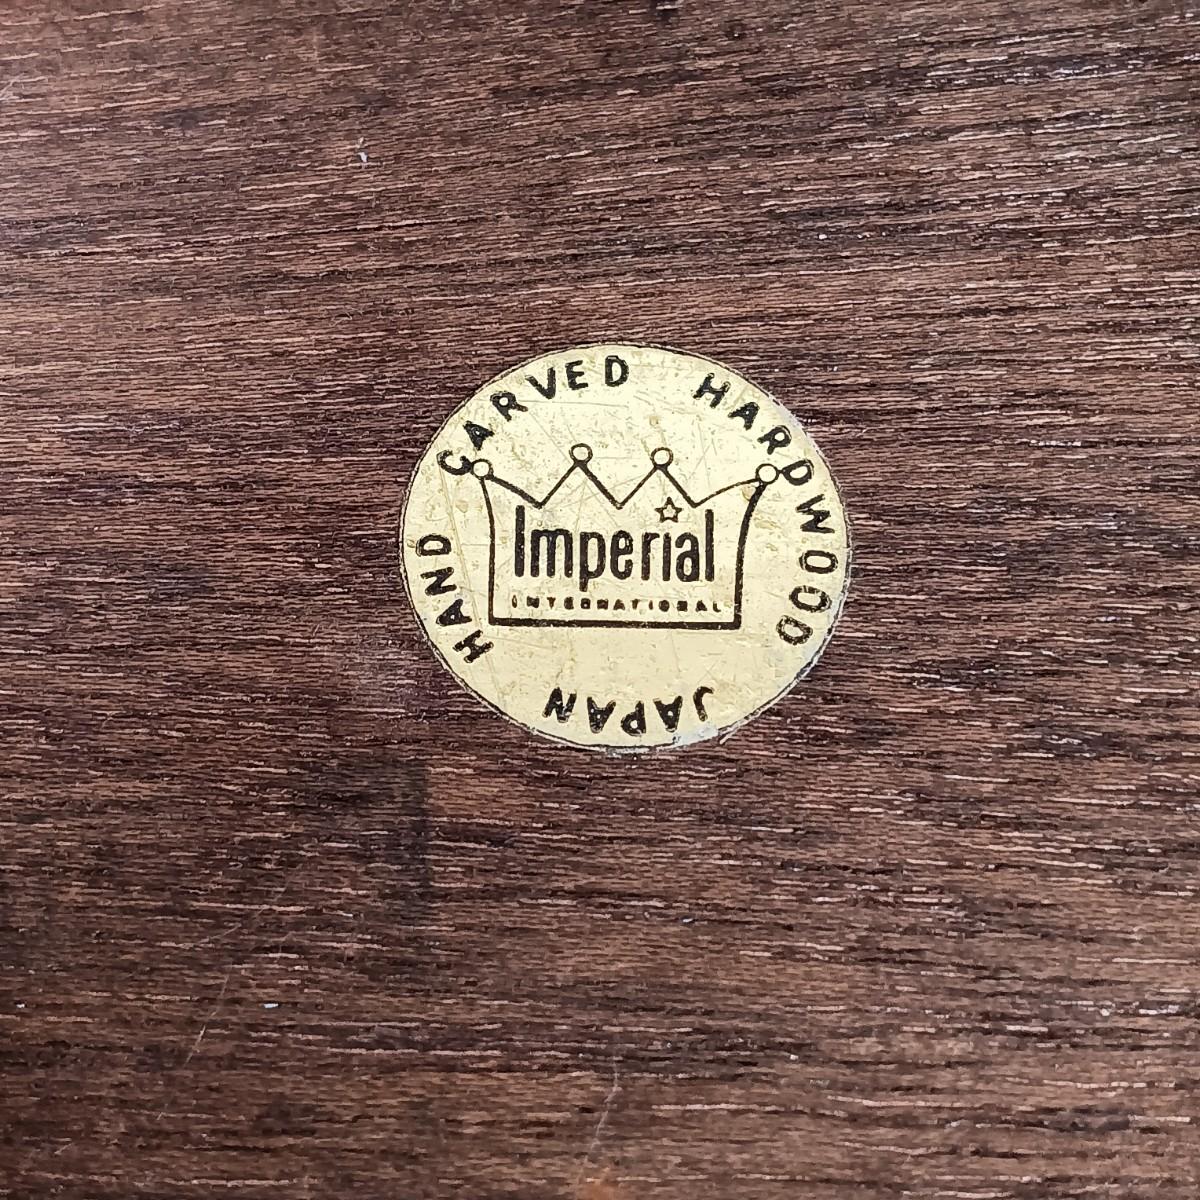 HAND CARVED HARDWOOD
Imperial
INTERNATIONAL
JAPAN